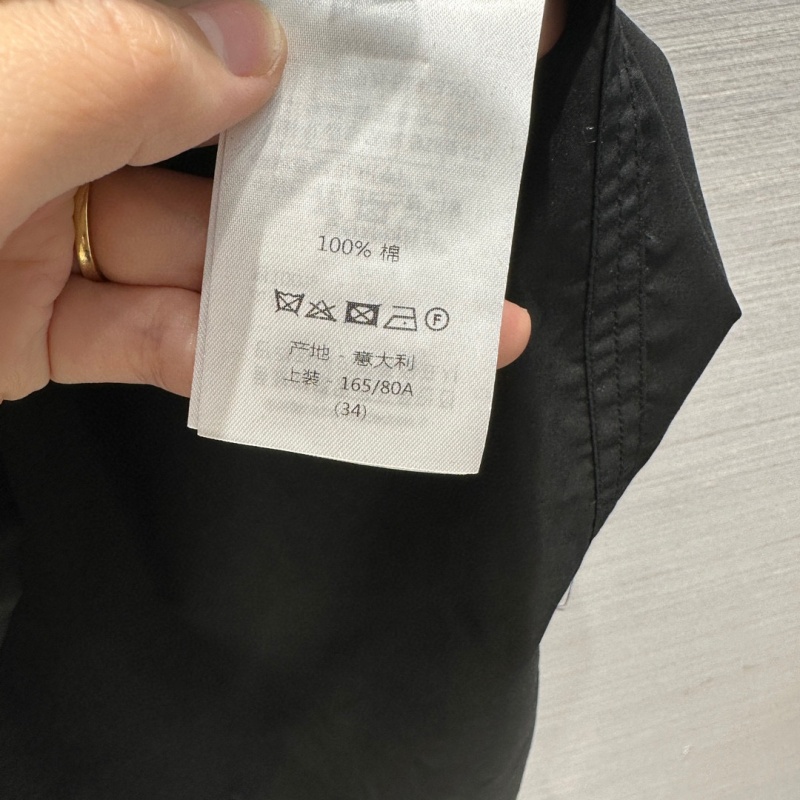 100% 棉
F
产地 - 意大利
上装 - 165/80A
(34)